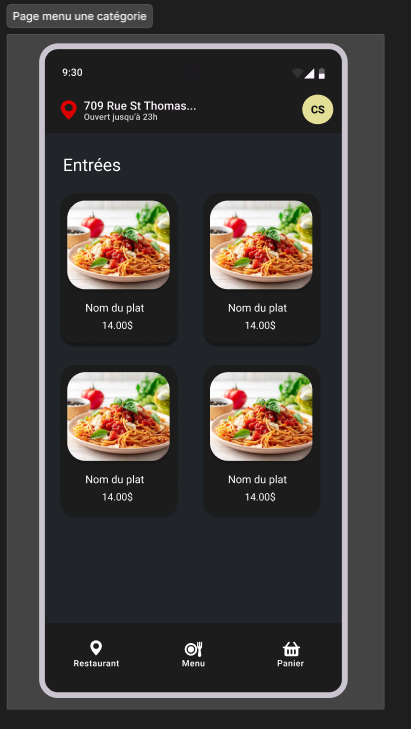 Page menu une catégorie
9:30
709 Rue St Thomas...
Ouvert jusqu'à 23h
CS
Entrées
Nom du plat
14.00$
Nom du plat
14.00$
Nom du plat
14.00$
Nom du plat
14.00$
Restaurant
Menu
Panier